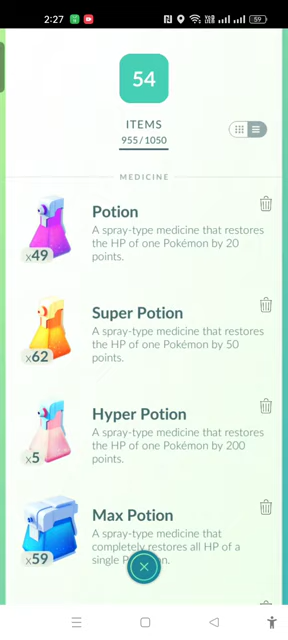 2:27
59
54
ITEMS
955/1050
MEDICINE
Potion
A spray-type medicine that restores
the HP of one Pokémon by 20
points.
x49
Super Potion
A spray-type medicine that restores
the HP of one Pokémon by 50
points.
x62
Hyper Potion
A spray-type medicine that restores
the HP of one Pokémon by 200
points.
x5
Max Potion
A spray-type medicine that
completely restores all HP of a
single
x59